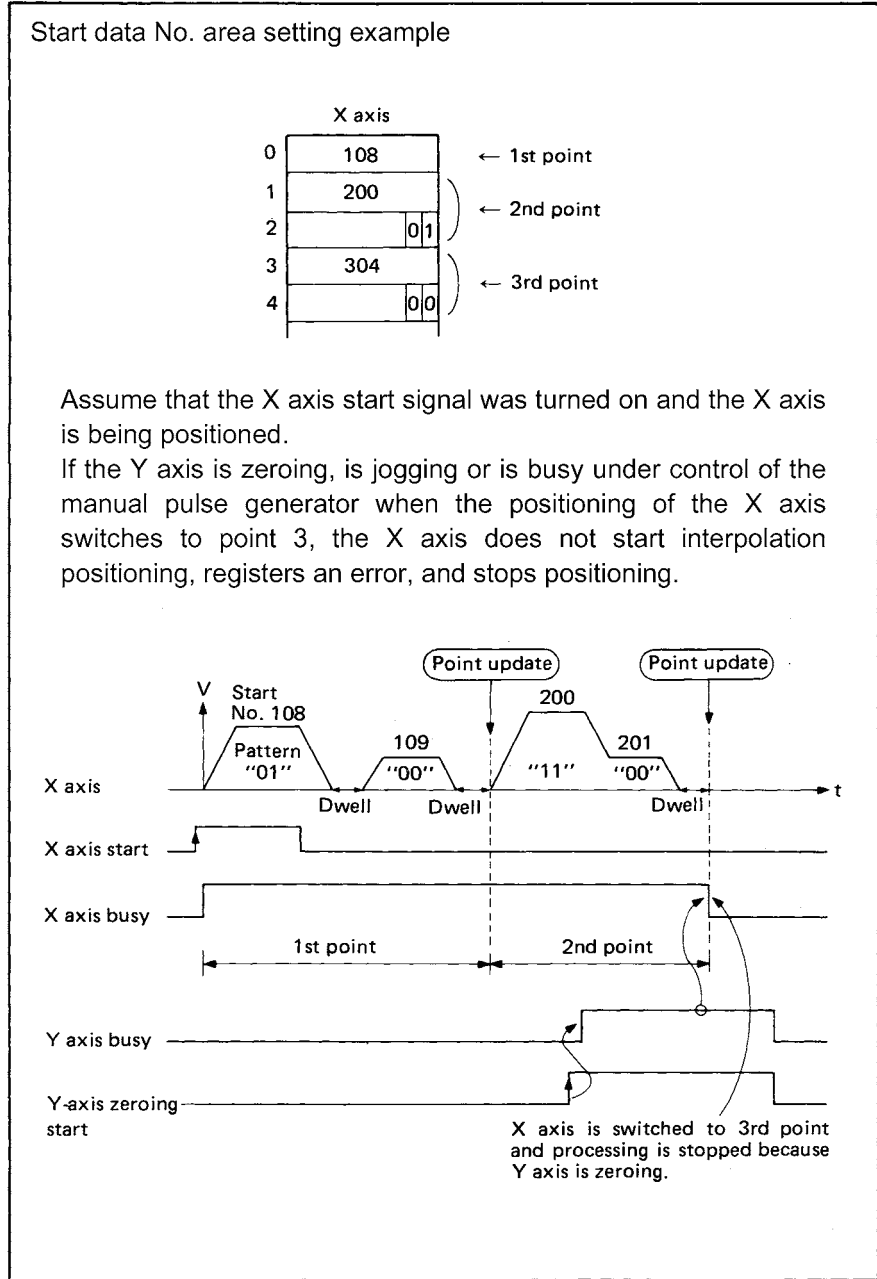 Start data No. area setting example
X axis
0 108 ← 1st point
1 200
← 2nd point
2 0 1
3 304
← 3rd point
4 0 0
Assume that the X axis start signal was turned on and the X axis
is being positioned.
If the Y axis is zeroing, is jogging or is busy under control of the
manual pulse generator when the positioning of the X axis
switches to point 3, the X axis does not start interpolation
positioning, registers an error, and stops positioning.
Point update Point update
V Start
No. 108
200
Pattern
"01"
109
"00"
"11"
201
"00"
X axis
t
Dwell Dwell Dwell
X axis start
X axis busy
1st point 2nd point
Y axis busy
Y-axis zeroing
start
X axis is switched to 3rd point
and processing is stopped because
Y axis is zeroing.